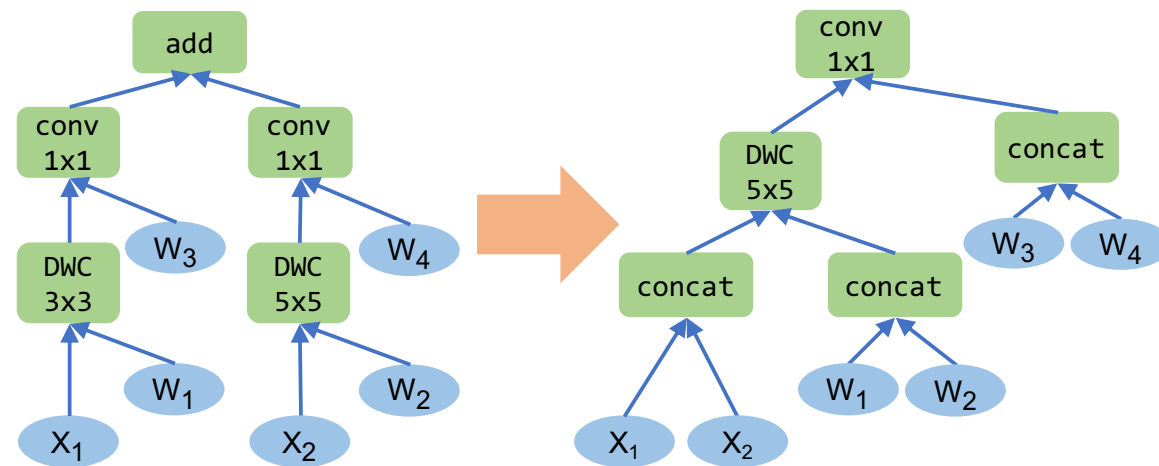 add
conv
1x1
conv
1x1
W3
W4
DWC
3x3
DWC
5x5
W1
W2
X1
X2
conv
1x1
DWC
5x5
concat
W3
W4
concat
concat
W1
W2
X1
X2